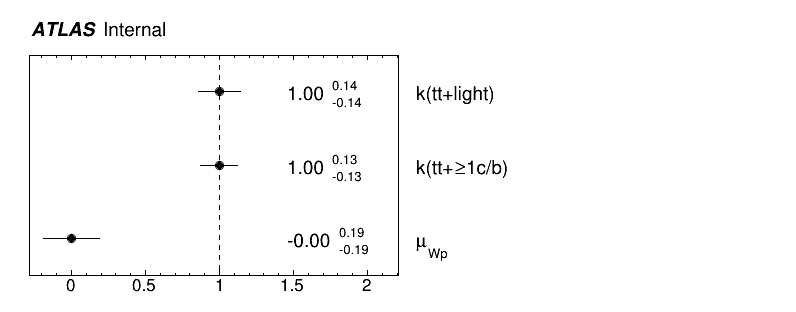 ATLAS Internal
1.00 0.14 -0.14 k(tt+light)
1.00 0.13 -0.13 k(tt+≥1c/b)
-0.00 0.19 -0.19 μWp
0 0.5 1 1.5 2